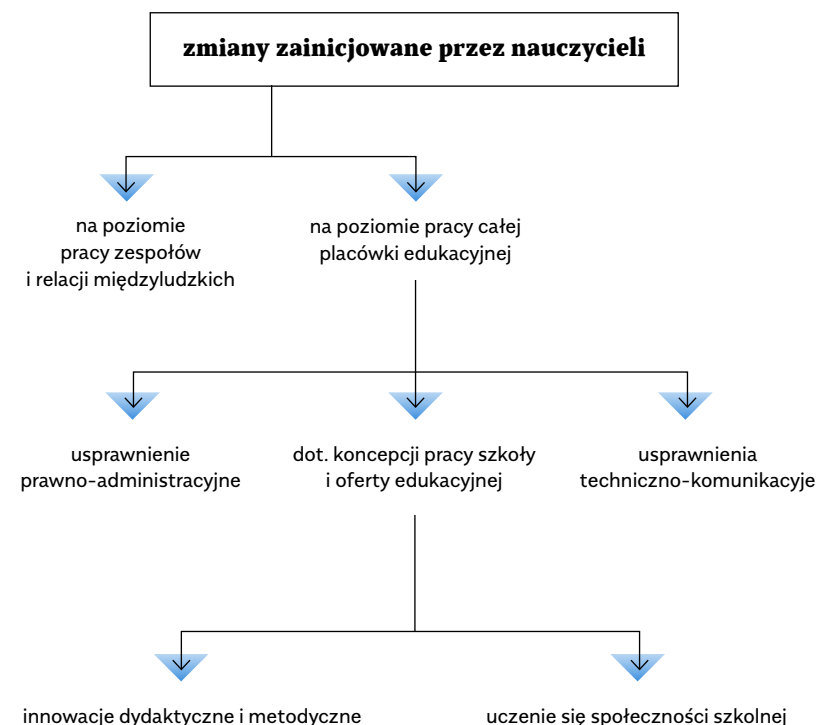 zmiany zainicjowane przez nauczycieli
na poziomie
pracy zespołów
i relacji międzyludzkich
na poziomie pracy całej
placówki edukacyjnej
usprawnienie
prawno-administracyjne
dot. koncepcji pracy szkoły
i oferty edukacyjnej
usprawnienia
techniczno-komunikacyje
innowacje dydaktyczne i metodyczne
uczenie się społeczności szkolnej